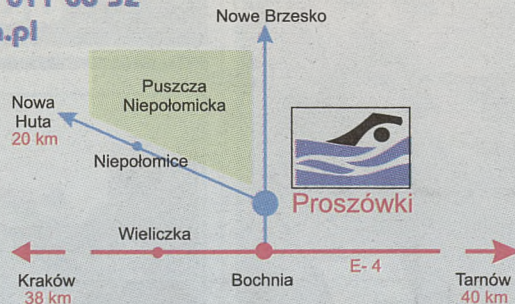 Nowe Brzesko
.pl
Puszcza
Niepołomicka
Nowa
Huta
20 km
Niepołomice
Proszówki
Wieliczka
E- 4
Kraków
38 km
Bochnia
Tarnów
40 km